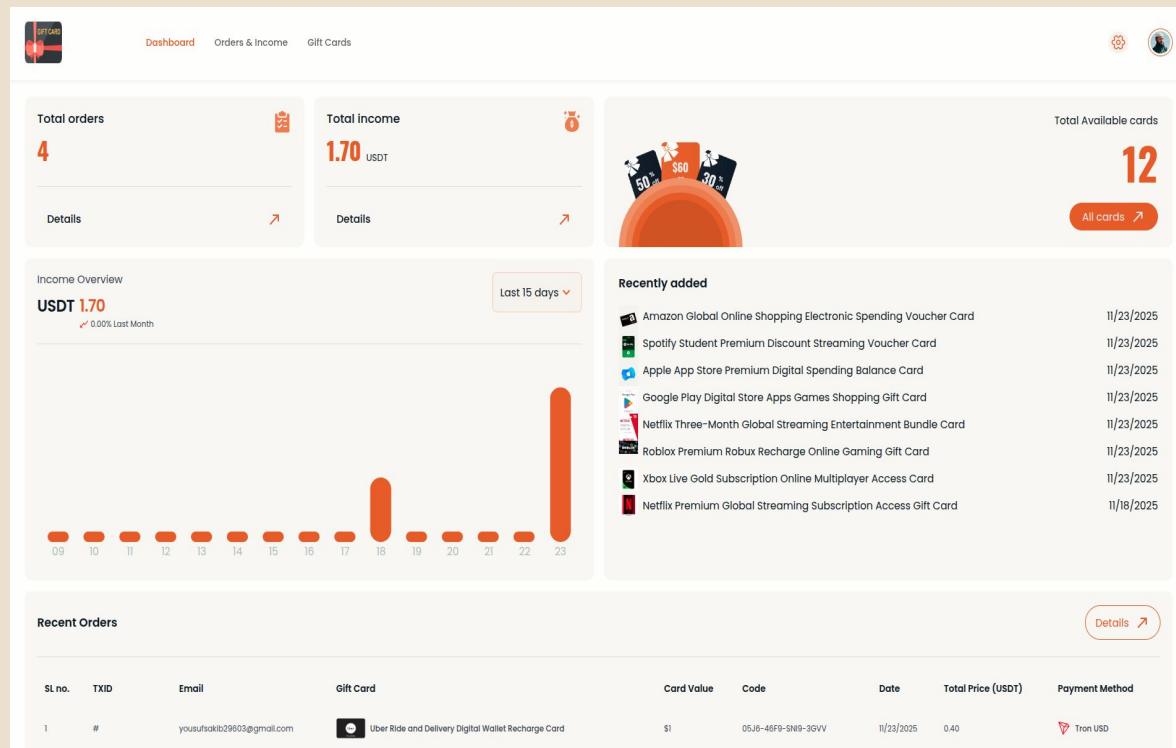 GIFT CARD
Dashboard
Orders & Income
Gift Cards
Total orders
4
Details
Total income
1.70 USDT
Details
50% off
$60
30% off
Total Available cards
12
All cards
Income Overview
USDT 1.70
0.00% Last Month
Last 15 days
09 10 11 12 13 14 15 16 17 18 19 20 21 22 23
Recently added
Amazon Global Online Shopping Electronic Spending Voucher Card 11/23/2025
Spotify Student Premium Discount Streaming Voucher Card 11/23/2025
Apple App Store Premium Digital Spending Balance Card 11/23/2025
Google Play Digital Store Apps Games Shopping Gift Card 11/23/2025
Netflix Three-Month Global Streaming Entertainment Bundle Card 11/23/2025
Roblox Premium Robux Recharge Online Gaming Gift Card 11/23/2025
Xbox Live Gold Subscription Online Multiplayer Access Card 11/23/2025
Netflix Premium Global Streaming Subscription Access Gift Card 11/18/2025
Recent Orders
Details
SL no. TXID Email Gift Card Card Value Code Date Total Price (USDT) Payment Method
1 # yousufsakib29603@gmail.com Uber Ride and Delivery Digital Wallet Recharge Card $1 05J6-46F9-SNI9-3GVV 11/23/2025 0.40 Tron USD